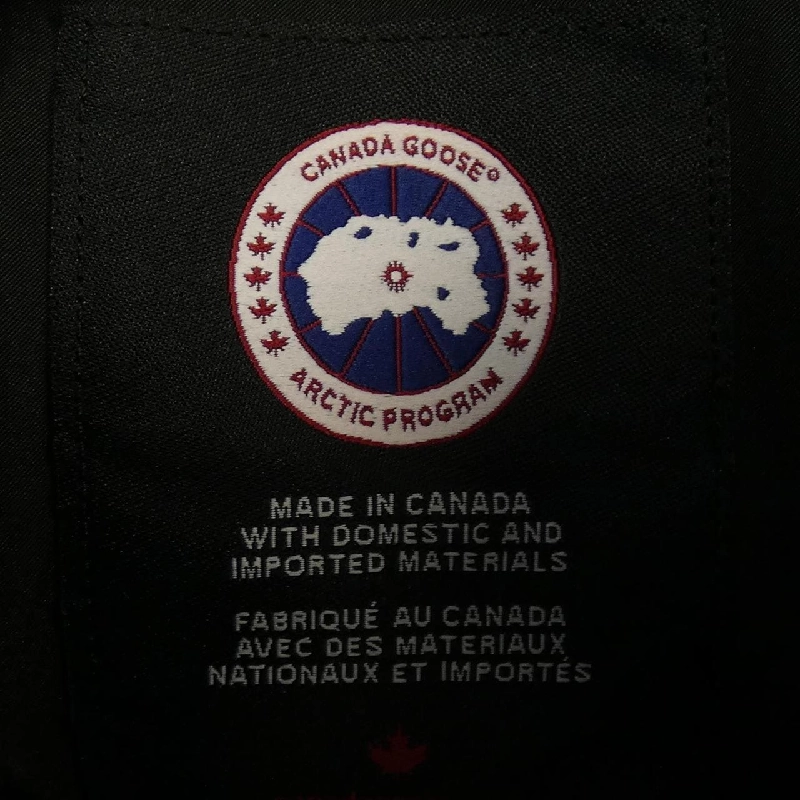 CANADA GOOSE®
ARCTIC PROGRAM
MADE IN CANADA
WITH DOMESTIC AND
IMPORTED MATERIALS
FABRIQUÉ AU CANADA
AVEC DES MATERIAUX
NATIONAUX ET IMPORTÉS